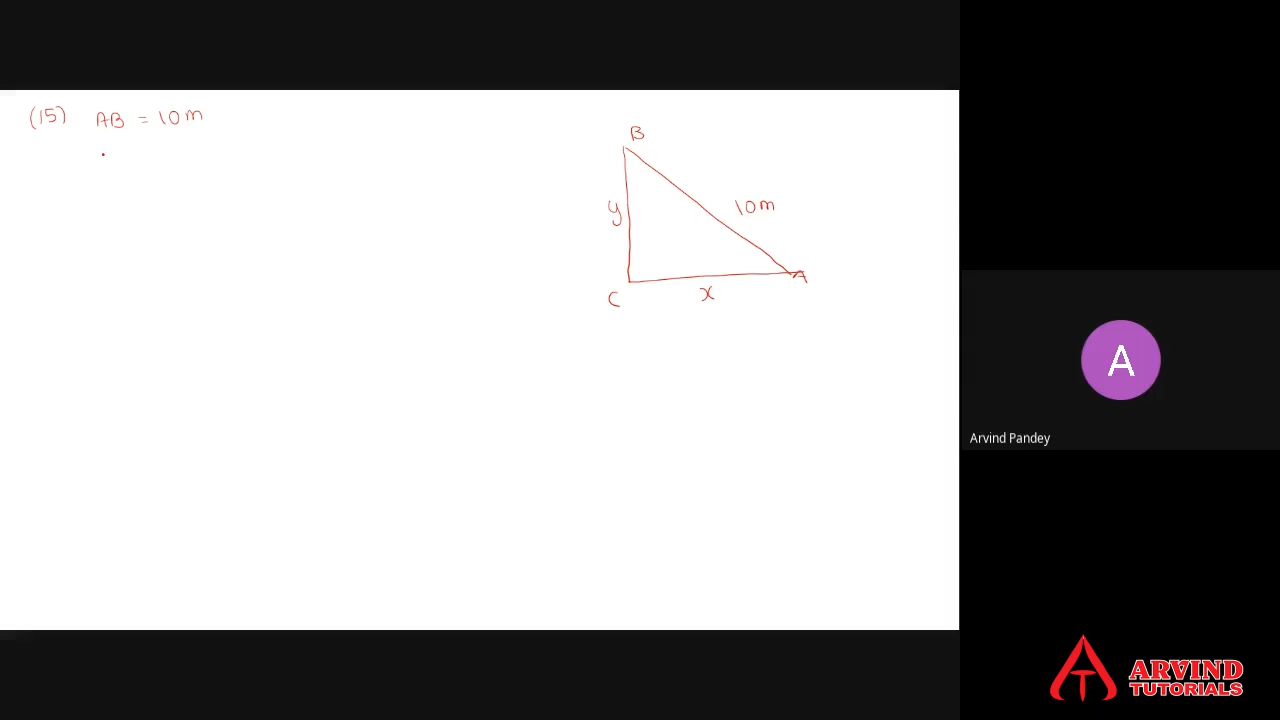 (15) AB = 10m
B
y
10m
C
x
A
A
Arvind Pandey
ARVIND
TUTORIALS